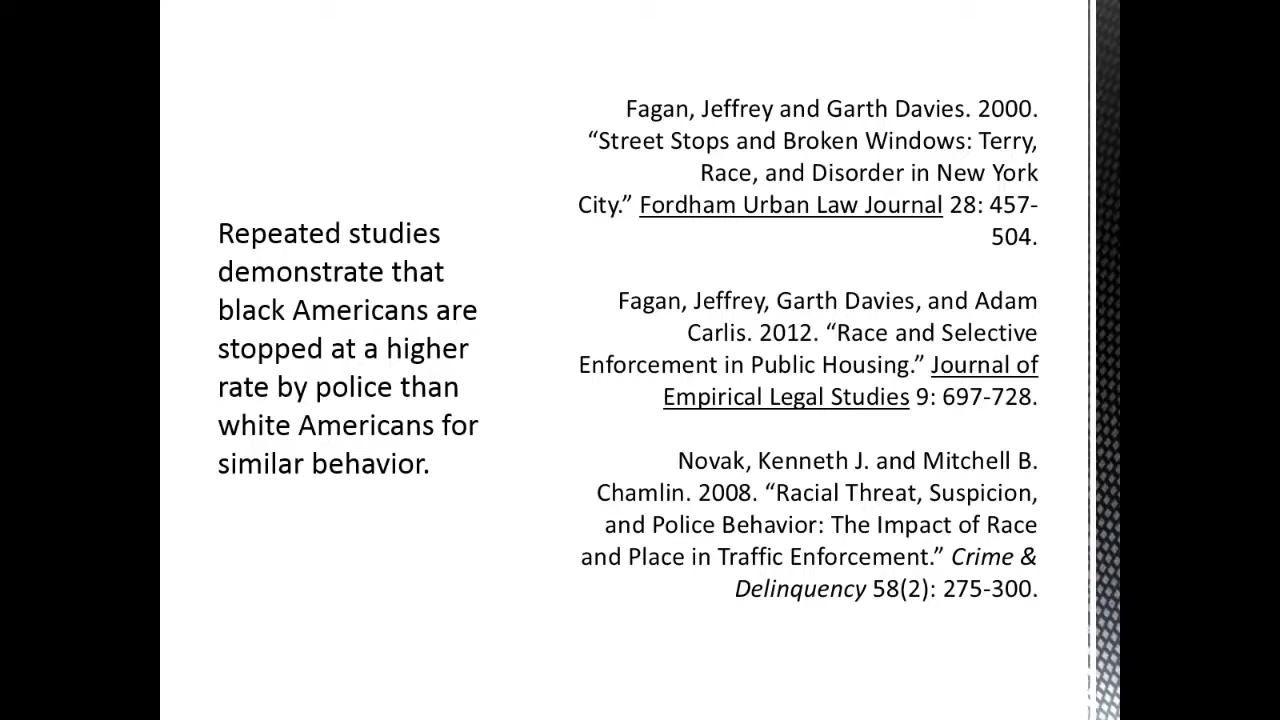 Repeated studies
demonstrate that
black Americans are
stopped at a higher
rate by police than
white Americans for
similar behavior.
Fagan, Jeffrey and Garth Davies. 2000.
“Street Stops and Broken Windows: Terry,
Race, and Disorder in New York
City.” Fordham Urban Law Journal 28: 457-
504.
Fagan, Jeffrey, Garth Davies, and Adam
Carlis. 2012. “Race and Selective
Enforcement in Public Housing.” Journal of
Empirical Legal Studies 9: 697-728.
Novak, Kenneth J. and Mitchell B.
Chamlin. 2008. “Racial Threat, Suspicion,
and Police Behavior: The Impact of Race
and Place in Traffic Enforcement.” Crime &
Delinquency 58(2): 275-300.